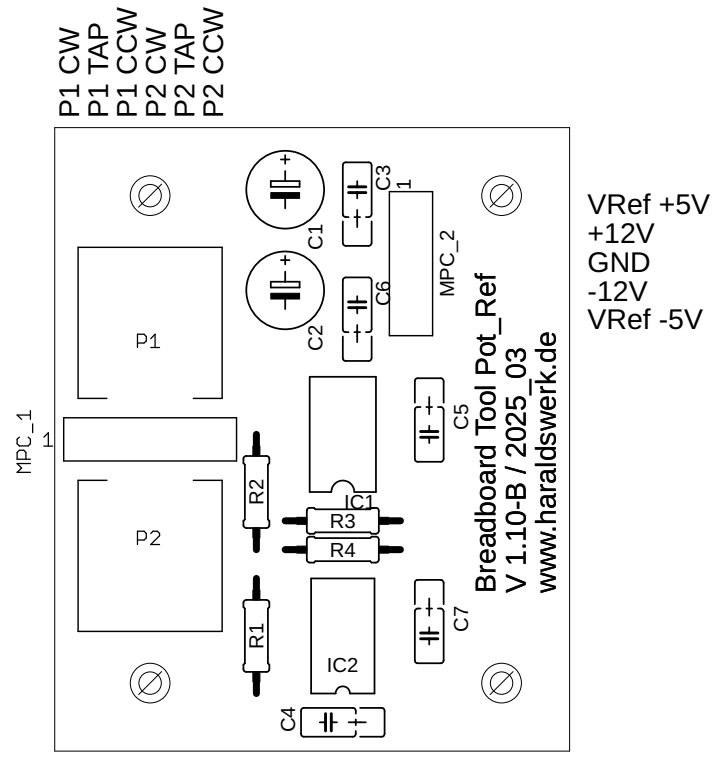 P1 CW
P1 TAP
P1 CCW
P2 CW
P2 TAP
P2 CCW
+
C1
C3
1
MPC_2
VRef +5V
+12V
GND
-12V
VRef -5V
+
C2
C6
P1
MPC_1
1
C5
Breadboard Tool Pot_Ref
V 1.10-B / 2025_03
www.haraldswerk.de
R2
IC1
R3
R4
P2
R1
IC2
C7
C4